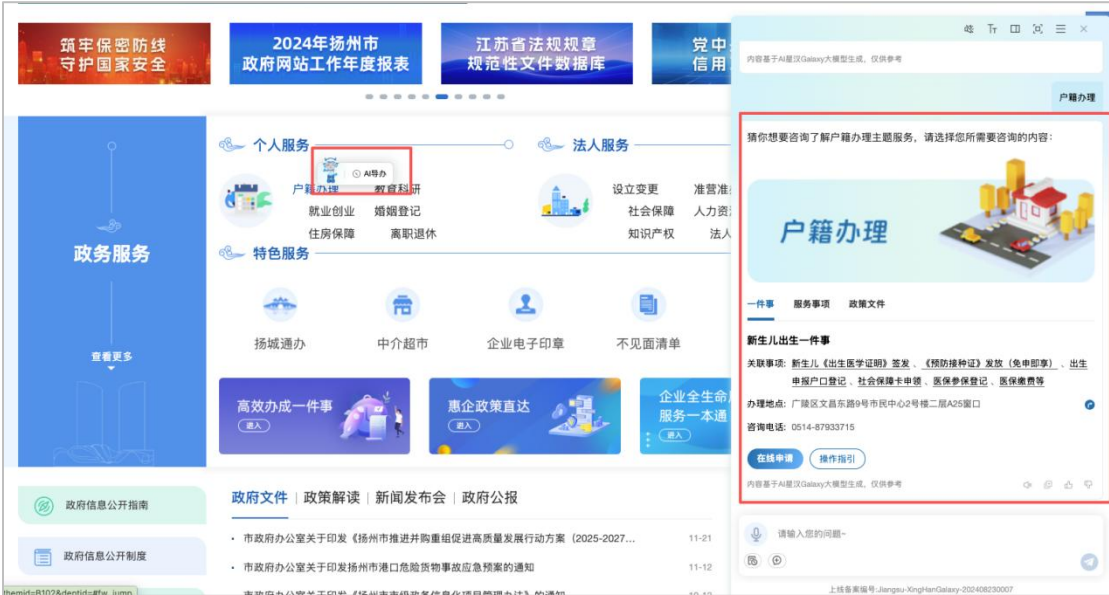 筑牢保密防线
守护国家安全
2024年扬州市
政府网站工作年度报表
江苏省法规规章
规范性文件数据库
党中
信用
政务服务
查看更多
个人服务
AI导办
户籍办理 教育科研
就业创业 婚姻登记
住房保障 离职退休
法人服务
设立变更 准营准
社会保障 人力资
知识产权 法人
特色服务
扬城通办
中介超市
企业电子印章
不见面清单
高效办成一件事
进入
惠企政策直达
进入
企业全生命
服务一本通
进入
政府信息公开指南
政府信息公开制度
政府文件 | 政策解读 | 新闻发布会 | 政府公报
· 市政府办公室关于印发《扬州市推进并购重组促进高质量发展行动方案（2025-2027... 11-21
· 市政府办公室关于印发扬州市港口危险货物事故应急预案的通知 11-12
内容基于AI星汉Galaxy大模型生成，仅供参考
户籍办理
猜你想要咨询了解户籍办理主题服务，请选择您所需要咨询的内容：
户籍办理
一件事 服务事项 政策文件
新生儿出生一件事
关联事项: 新生儿《出生医学证明》签发 、《预防接种证》发放（免申即享） 、出生
申报户口登记 、社会保障卡申领 、医保参保登记 、医保缴费等
办理地点: 广陵区文昌东路9号市民中心2号楼二层A25窗口
咨询电话: 0514-87933715
在线申请 操作指引
内容基于AI星汉Galaxy大模型生成，仅供参考
请输入您的问题~
上线备案编号:Jiangsu-XingHanGalaxy-202408230007